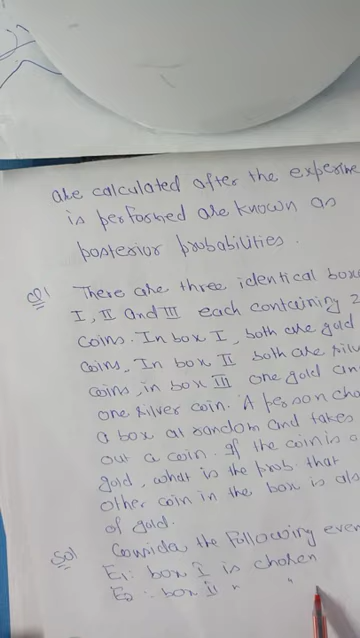 are calculated after the experime
is performed are known as
posterior probabilities.
Q1 There are three identical boxe
I, II and III each containing 2
coins. In box I, both are gold
coins, In box II both are silv
coins, in box III one gold an
one silver coin. A person cho
a box at random and takes
out a coin. If the coin is o
gold, what is the prob. that
other coin in the box is als
of gold.
Sol Consider the following even
E1: box I is chosen
E2: box II " "